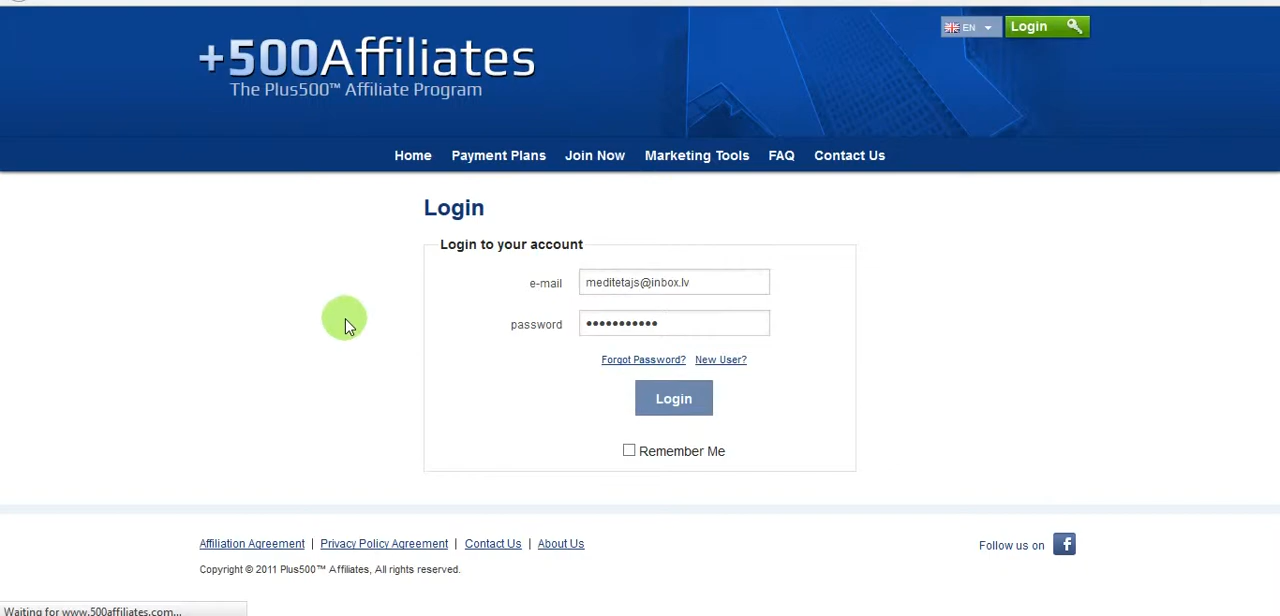 EN
Login
+500Affiliates
The Plus500™ Affiliate Program
Home Payment Plans Join Now Marketing Tools FAQ Contact Us
Login
Login to your account
e-mail meditetajs@inbox.lv
password •••••••••••
Forgot Password? New User?
Login
Remember Me
Affiliation Agreement | Privacy Policy Agreement | Contact Us | About Us
Follow us on f
Copyright © 2011 Plus500™ Affiliates, All rights reserved.
Waiting for www.500affiliates.com...